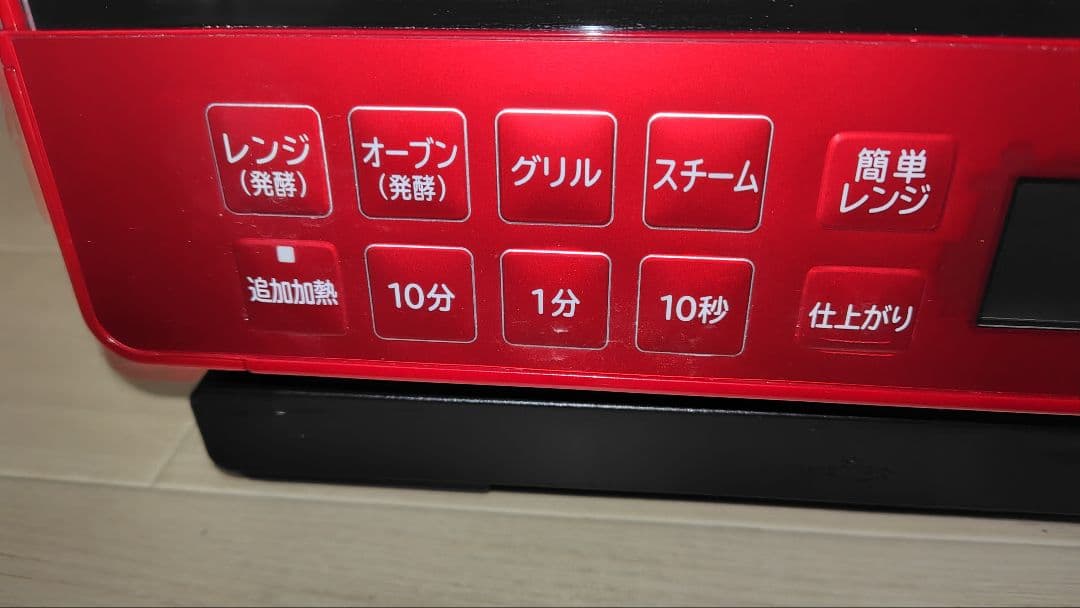 レンジ
(発酵)
オーブン
(発酵)
グリル
スチーム
簡単
レンジ
追加加熱
10分
1分
10秒
仕上がり